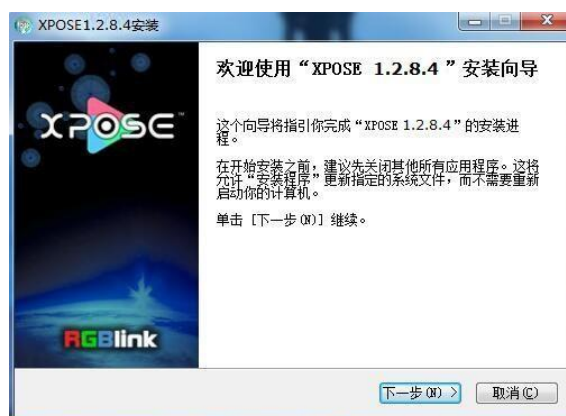 XPOSE1.2.8.4安装
XPOSE™
欢迎使用“XPOSE 1.2.8.4 ”安装向导
这个向导将指引你完成“XPOSE 1.2.8.4”的安装进
程。
在开始安装之前，建议先关闭其他所有应用程序。这将
允许“安装程序”更新指定的系统文件，而不需要重新
启动你的计算机。
单击 [下一步(N)] 继续。
RGBlink
下一步(N) >
取消(C)